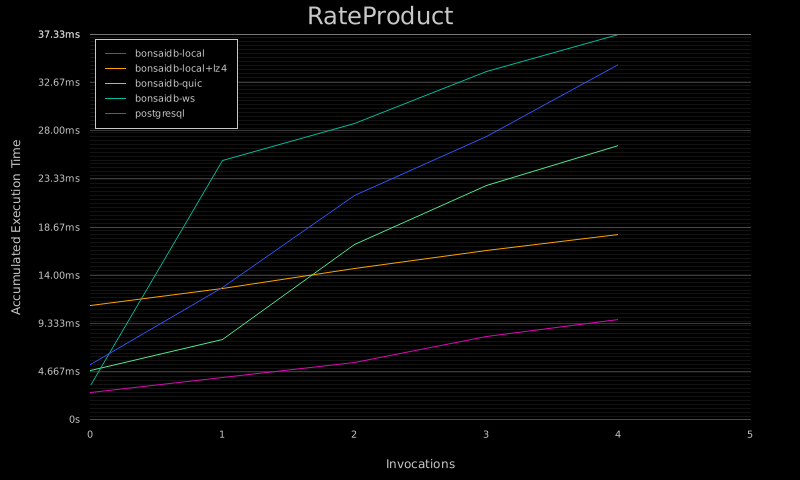 RateProduct
37.33ms
32.67ms
28.00ms
23.33ms
18.67ms
14.00ms
9.333ms
4.667ms
0s
Accumulated Execution Time
bonsaidb-local
bonsaidb-local+lz4
bonsaidb-quic
bonsaidb-ws
postgresql
0 1 2 3 4 5
Invocations